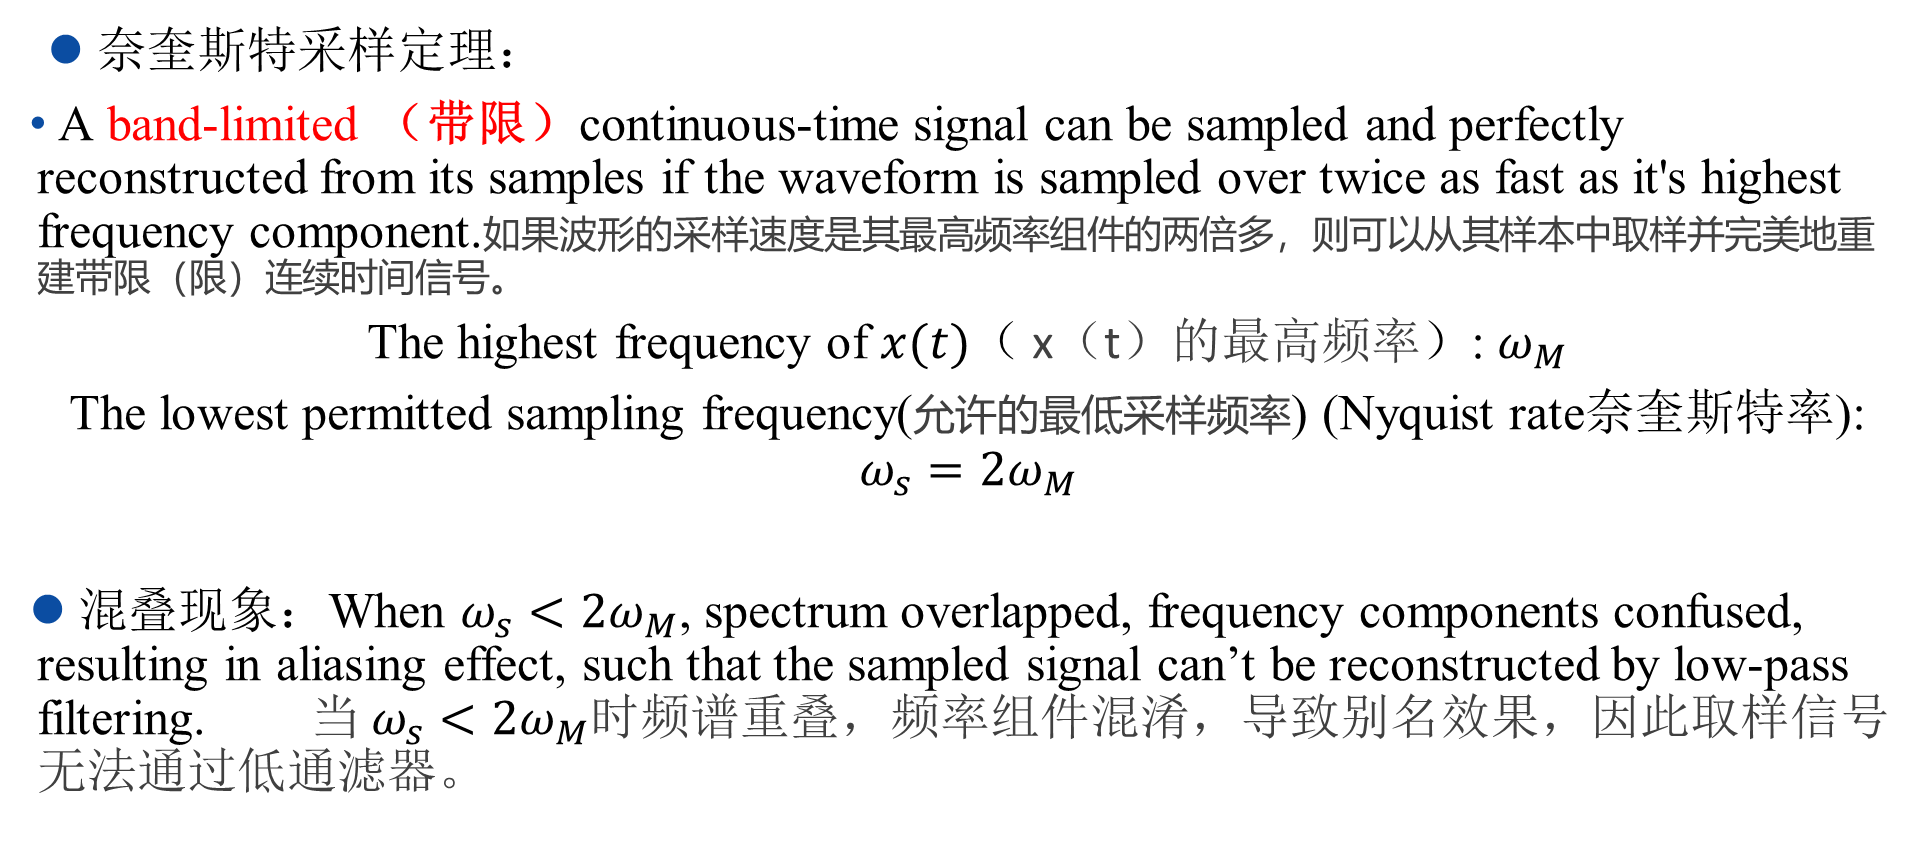 ● 奈奎斯特采样定理：
• A band-limited （带限）continuous-time signal can be sampled and perfectly
reconstructed from its samples if the waveform is sampled over twice as fast as it's highest
frequency component.如果波形的采样速度是其最高频率组件的两倍多，则可以从其样本中取样并完美地重
建带限（限）连续时间信号。
The highest frequency of x(t)（ x（t）的最高频率）: ω_M
The lowest permitted sampling frequency(允许的最低采样频率) (Nyquist rate奈奎斯特率):
ω_s = 2ω_M
● 混叠现象：When ω_s < 2ω_M, spectrum overlapped, frequency components confused,
resulting in aliasing effect, such that the sampled signal can’t be reconstructed by low-pass
filtering. 当 ω_s < 2ω_M时频谱重叠，频率组件混淆，导致别名效果，因此取样信号
无法通过低通滤器。